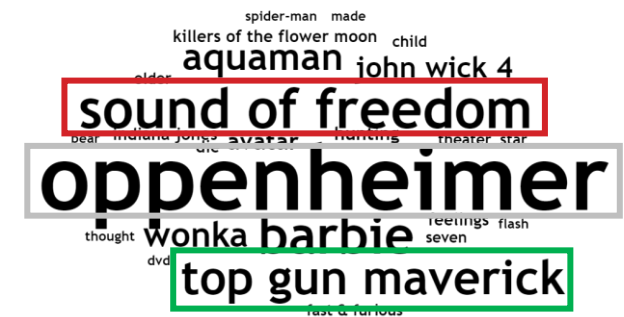 spider-man made
killers of the flower moon child
aquaman john wick 4
older
sound of freedom
bear indiana jones avatar hunting theater star
die
oppenheimer
feelings flash
thought wonka barbie seven
dvd
top gun maverick
fast & furious